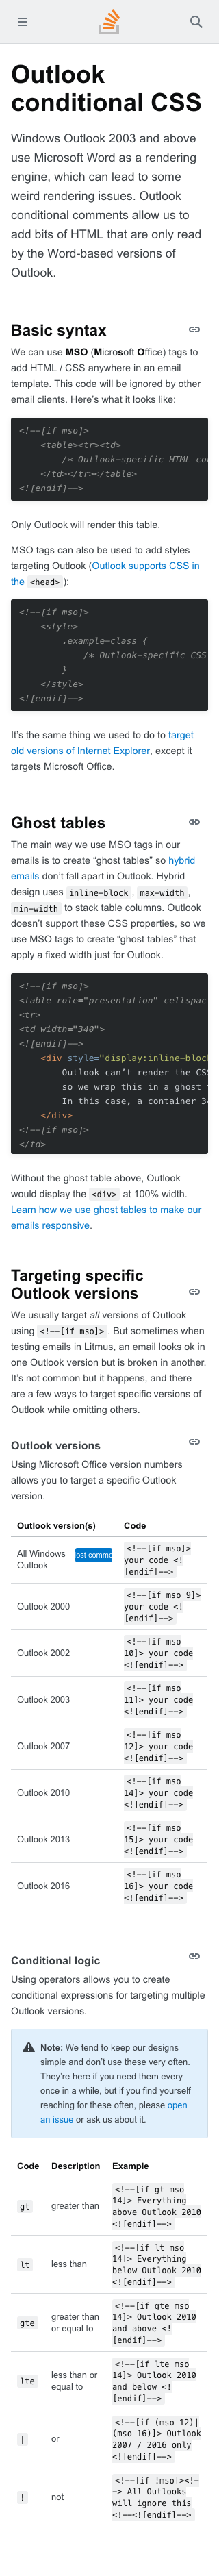 Outlook
conditional CSS
Windows Outlook 2003 and above
use Microsoft Word as a rendering
engine, which can lead to some
weird rendering issues. Outlook
conditional comments allow us to
add bits of HTML that are only read
by the Word-based versions of
Outlook.
Basic syntax
We can use MSO (Microsoft Office) tags to
add HTML / CSS anywhere in an email
template. This code will be ignored by other
email clients. Here’s what it looks like:
<!--[if mso]>
<table><tr><td>
/* Outlook-specific HTML co
</td></tr></table>
<![endif]-->
Only Outlook will render this table.
MSO tags can also be used to add styles
targeting Outlook (Outlook supports CSS in
the <head> ):
<!--[if mso]>
<style>
.example-class {
/* Outlook-specific CSS
}
</style>
<![endif]-->
It’s the same thing we used to do to target
old versions of Internet Explorer, except it
targets Microsoft Office.
Ghost tables
The main way we use MSO tags in our
emails is to create “ghost tables” so hybrid
emails don’t fall apart in Outlook. Hybrid
design uses inline-block , max-width ,
min-width to stack table columns. Outlook
doesn’t support these CSS properties, so we
use MSO tags to create “ghost tables” that
apply a fixed width just for Outlook.
<!--[if mso]>
<table role="presentation" cellspaci
<tr>
<td width="340">
<![endif]-->
<div style="display:inline-block
Outlook can’t render the CSS
so we wrap this in a ghost
In this case, a container 34
</div>
<!--[if mso]>
</td>
Without the ghost table above, Outlook
would display the <div> at 100% width.
Learn how we use ghost tables to make our
emails responsive.
Targeting specific
Outlook versions
We usually target all versions of Outlook
using <!--[if mso]> . But sometimes when
testing emails in Litmus, an email looks ok in
one Outlook version but is broken in another.
It’s not common but it happens, and there
are a few ways to target specific versions of
Outlook while omitting others.
Outlook versions
Using Microsoft Office version numbers
allows you to target a specific Outlook
version.
Outlook version(s) Code
All Windows
Outlook
ost commo
<!--[if mso]>
your code <!
[endif]-->
Outlook 2000
<!--[if mso 9]>
your code <!
[endif]-->
Outlook 2002
<!--[if mso
10]> your code
<![endif]-->
Outlook 2003
<!--[if mso
11]> your code
<![endif]-->
Outlook 2007
<!--[if mso
12]> your code
<![endif]-->
Outlook 2010
<!--[if mso
14]> your code
<![endif]-->
Outlook 2013
<!--[if mso
15]> your code
<![endif]-->
Outlook 2016
<!--[if mso
16]> your code
<![endif]-->
Conditional logic
Using operators allows you to create
conditional expressions for targeting multiple
Outlook versions.
Note: We tend to keep our designs
simple and don’t use these very often.
They’re here if you need them every
once in a while, but if you find yourself
reaching for these often, please open
an issue or ask us about it.
Code Description Example
gt
greater than
<!--[if gt mso
14]> Everything
above Outlook 2010
<![endif]-->
lt
less than
<!--[if lt mso
14]> Everything
below Outlook 2010
<![endif]-->
gte
greater than
or equal to
<!--[if gte mso
14]> Outlook 2010
and above <!
[endif]-->
lte
less than or
equal to
<!--[if lte mso
14]> Outlook 2010
and below <!
[endif]-->
|
or
<!--[if (mso 12)|
(mso 16)]> Outlook
2007 / 2016 only
<![endif]-->
!
not
<!--[if !mso]><!-
-> All Outlooks
will ignore this
<!--<![endif]-->